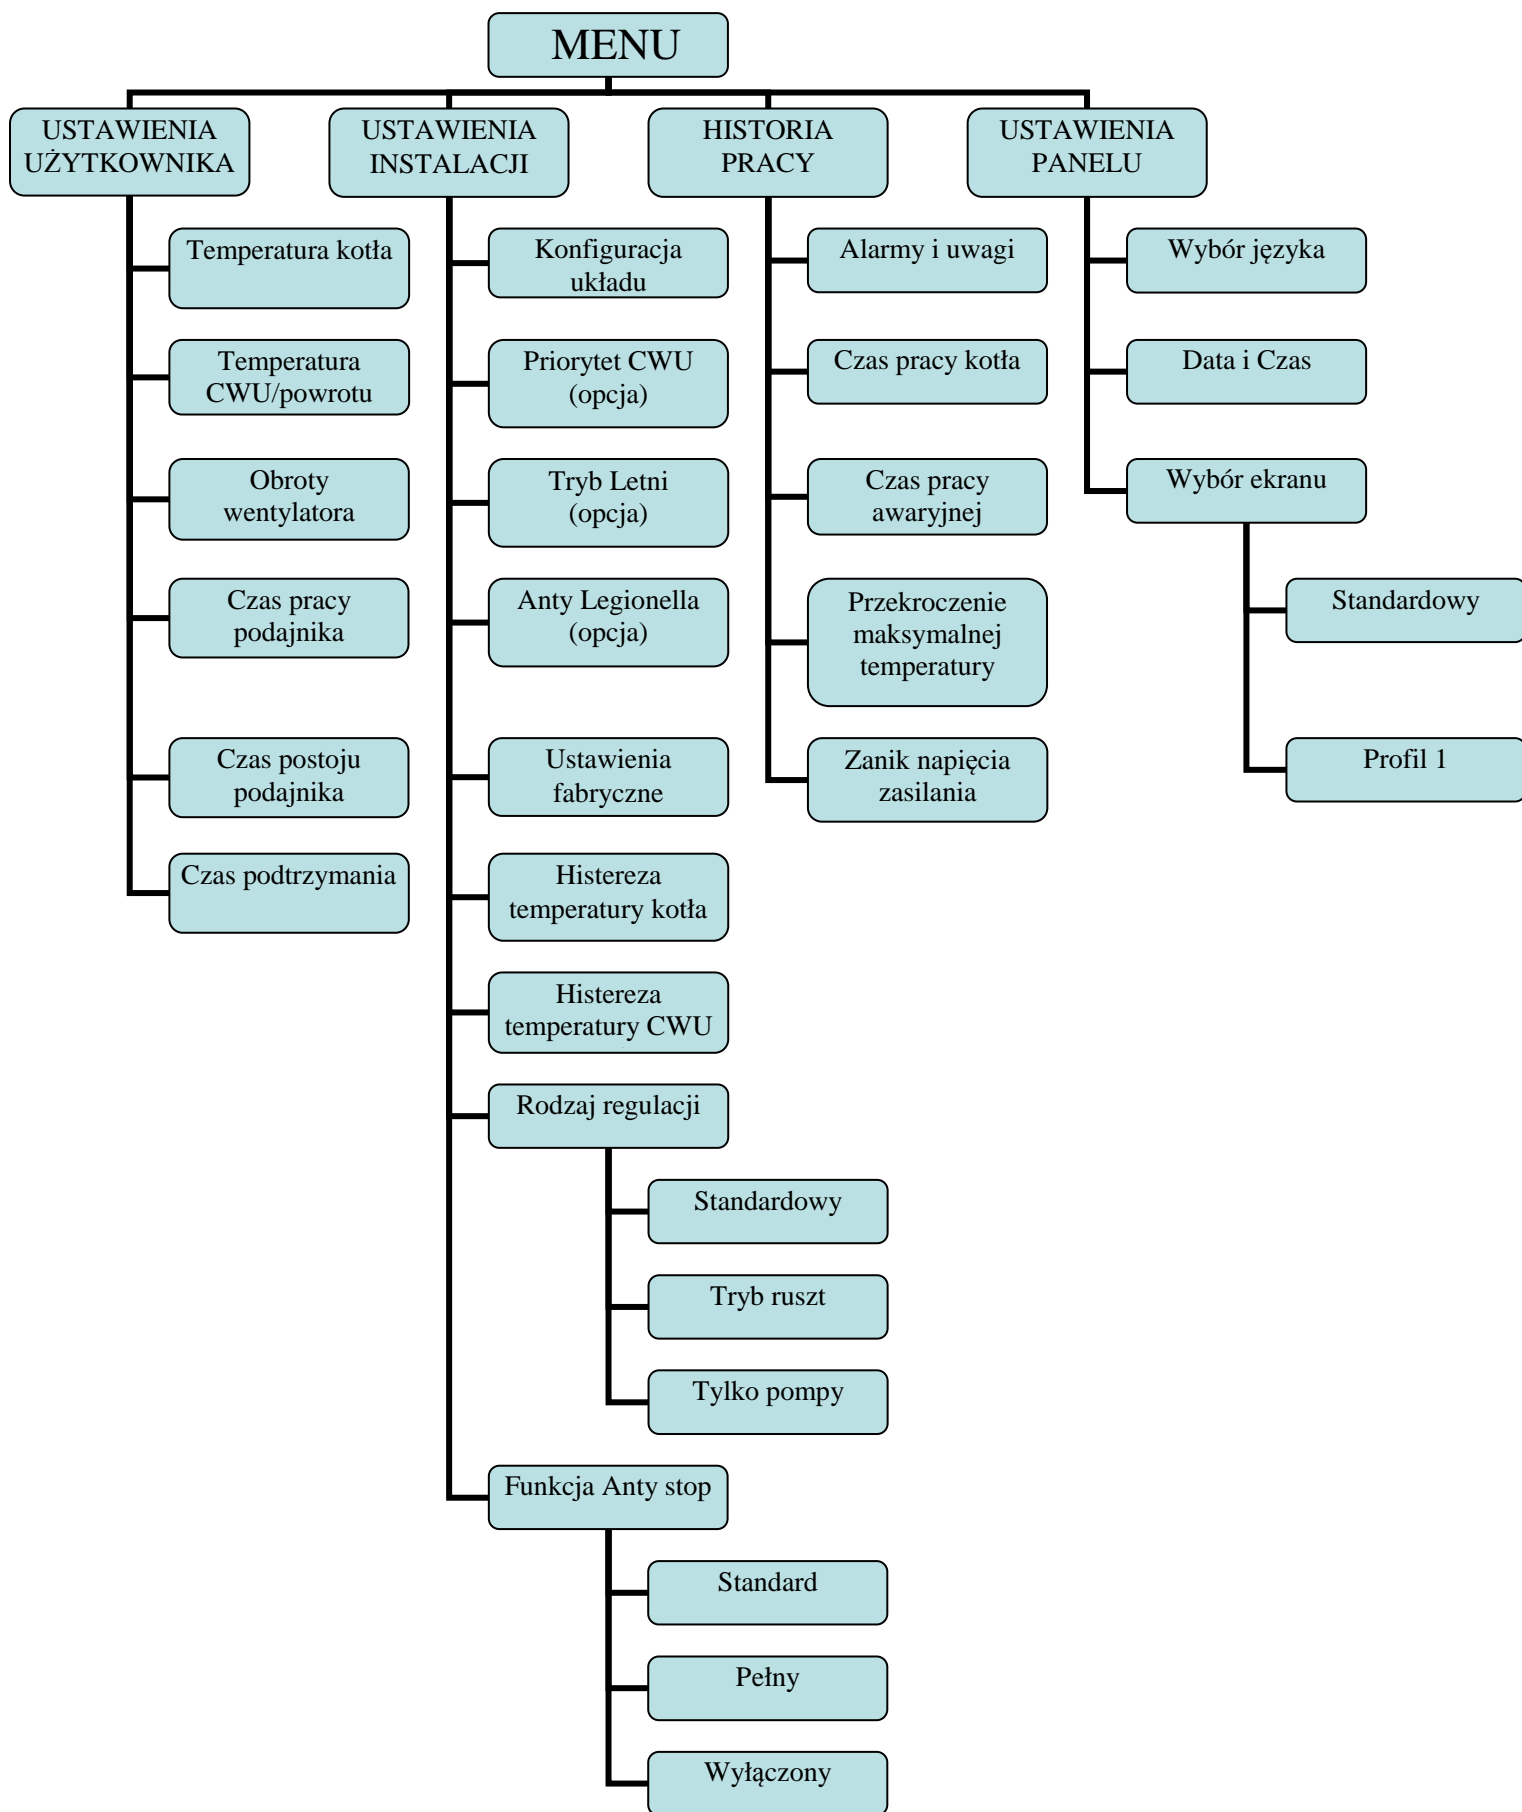 MENU
USTAWIENIA
UŻYTKOWNIKA
Temperatura kotła
Temperatura
CWU/powrotu
Obroty
wentylatora
Czas pracy
podajnika
Czas postoju
podajnika
Czas podtrzymania
USTAWIENIA
INSTALACJI
Konfiguracja
układu
Priorytet CWU
(opcja)
Tryb Letni
(opcja)
Anty Legionella
(opcja)
Ustawienia
fabryczne
Histereza
temperatury kotła
Histereza
temperatury CWU
Rodzaj regulacji
Standardowy
Tryb ruszt
Tylko pompy
Funkcja Anty stop
Standard
Pełny
Wyłączony
HISTORIA
PRACY
Alarmy i uwagi
Czas pracy kotła
Czas pracy
awaryjnej
Przekroczenie
maksymalnej
temperatury
Zanik napięcia
zasilania
USTAWIENIA
PANELU
Wybór języka
Data i Czas
Wybór ekranu
Standardowy
Profil 1